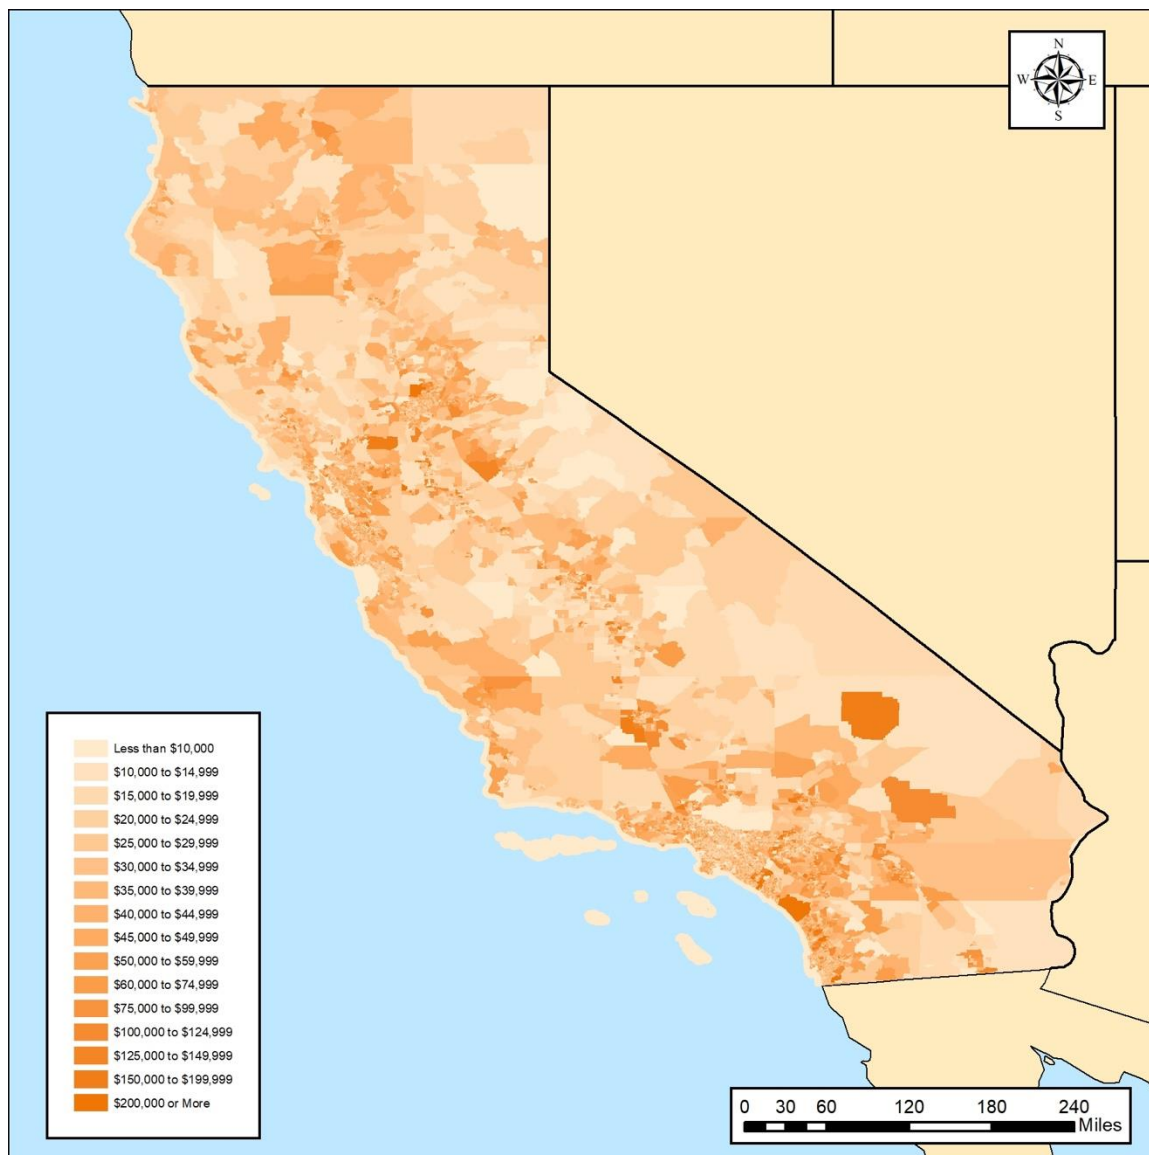 N
W E
S
Less than $10,000
$10,000 to $14,999
$15,000 to $19,999
$20,000 to $24,999
$25,000 to $29,999
$30,000 to $34,999
$35,000 to $39,999
$40,000 to $44,999
$45,000 to $49,999
$50,000 to $59,999
$60,000 to $74,999
$75,000 to $99,999
$100,000 to $124,999
$125,000 to $149,999
$150,000 to $199,999
$200,000 or More
0 30 60 120 180 240
Miles